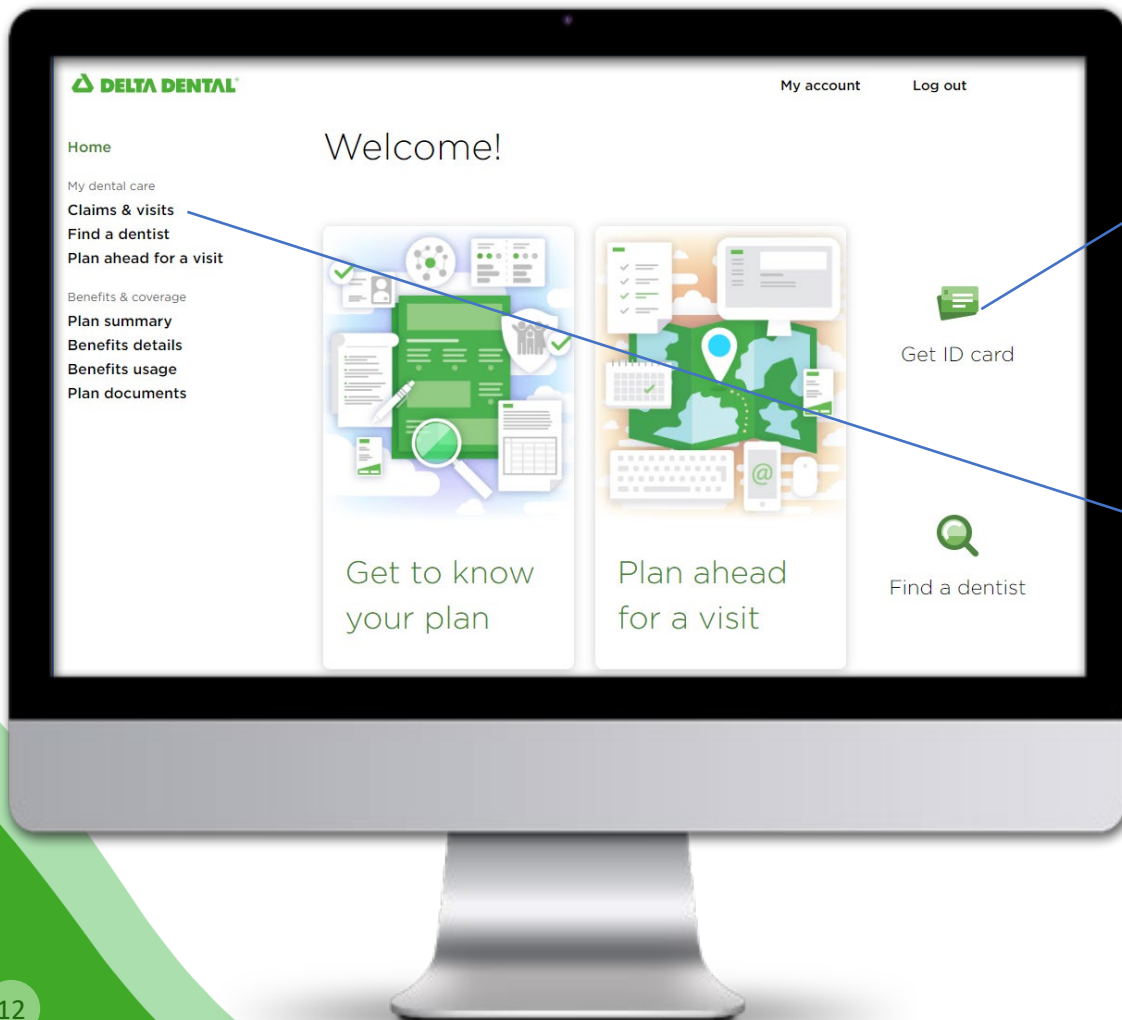 DELTA DENTAL
My account
Log out
Home
Welcome!
My dental care
Claims & visits
Find a dentist
Plan ahead for a visit
Benefits & coverage
Plan summary
Benefits details
Benefits usage
Plan documents
@
Get to know
your plan
Plan ahead
for a visit
Get ID card
Find a dentist
12